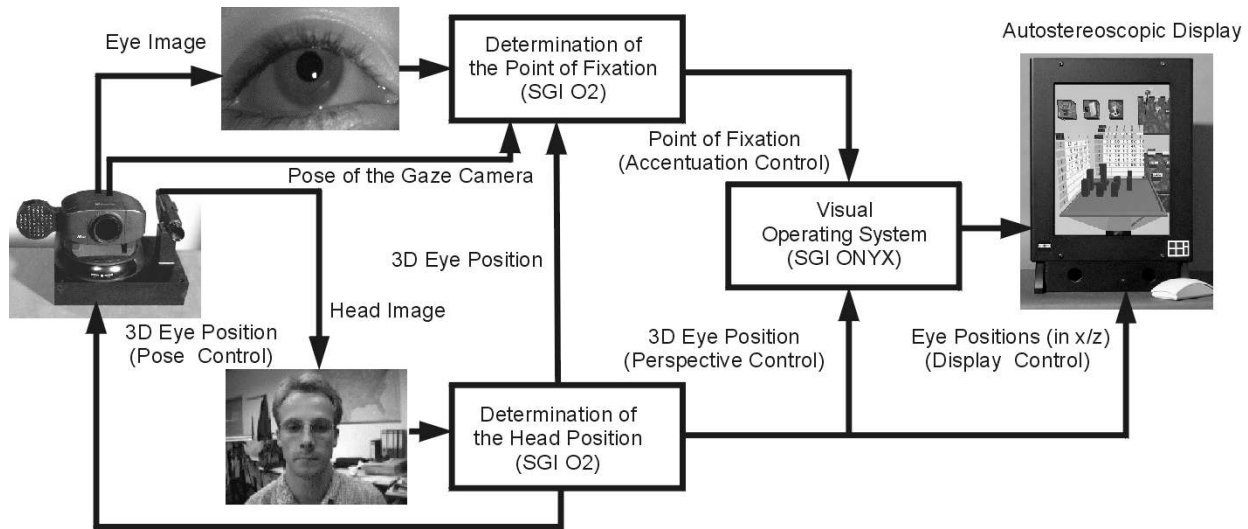 Eye Image
Determination of
the Point of Fixation
(SGI O2)
Autostereoscopic Display
Point of Fixation
(Accentuation Control)
Pose of the Gaze Camera
Visual
Operating System
(SGI ONYX)
3D Eye Position
Head Image
3D Eye Position
(Pose Control)
3D Eye Position
(Perspective Control)
Eye Positions (in x/z)
(Display Control)
Determination of
the Head Position
(SGI O2)